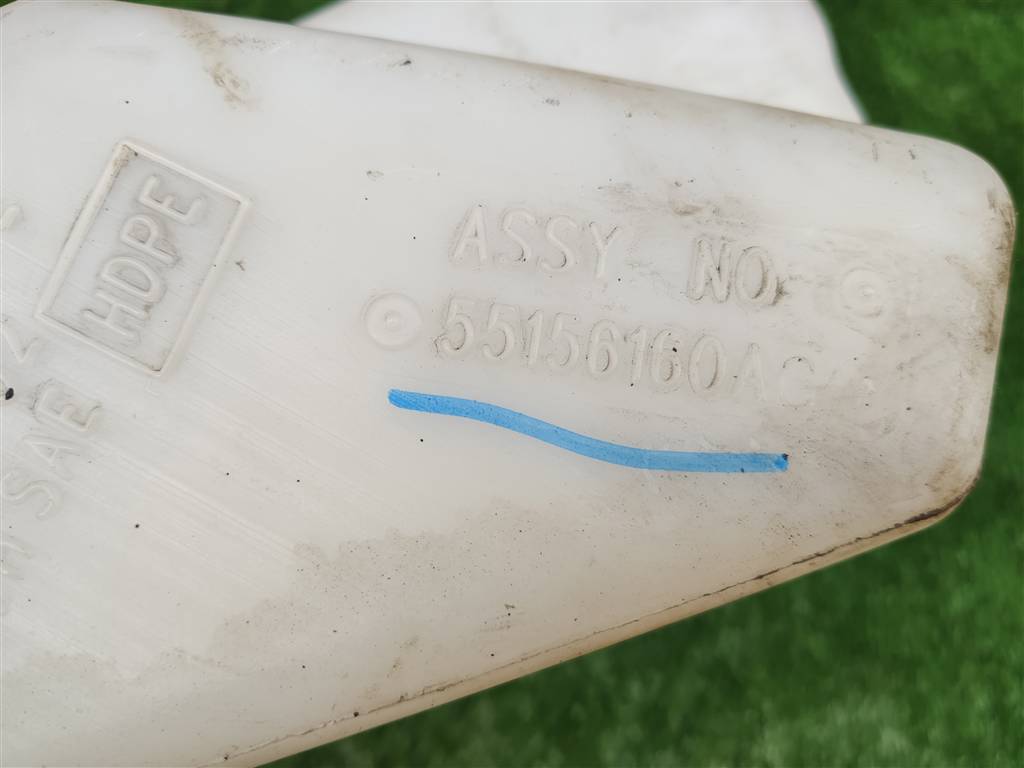 HDPE
SAE
ASSY NO.
55156160AC